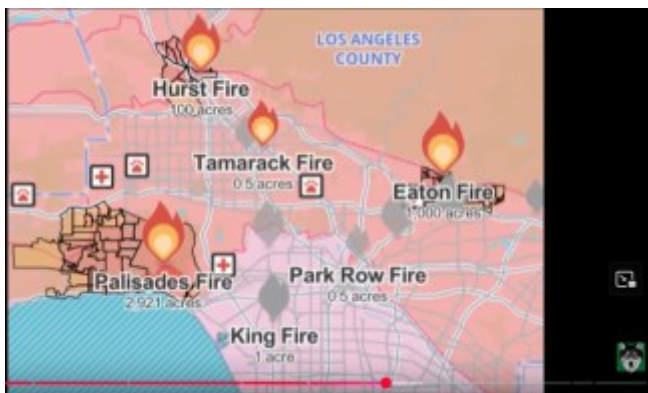 LOS ANGELES
COUNTY
Hurst Fire
100 acres
Tamarack Fire
0.5 acres
Eaton Fire
1,000 acres
Palisades Fire
2,921 acres
Park Row Fire
0.5 acres
King Fire
1 acre